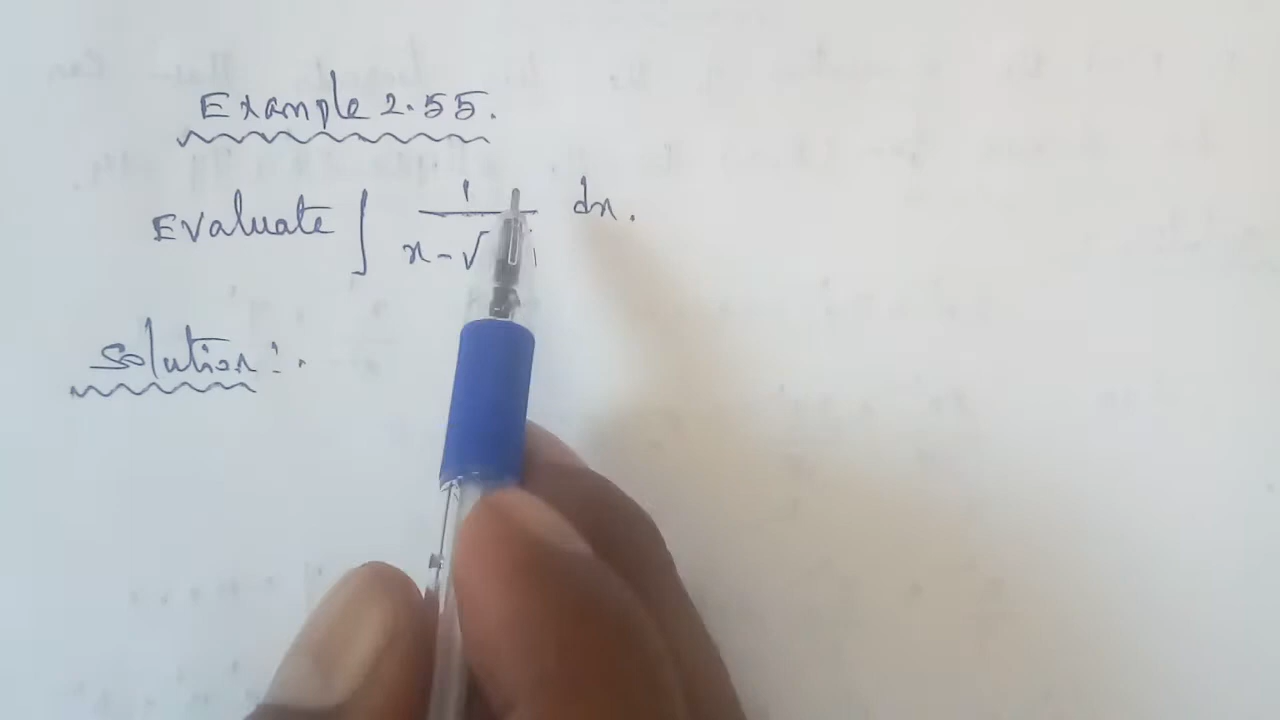 Example 2.55.
Evaluate ∫ 1/(x-√ dx.
Solution:.